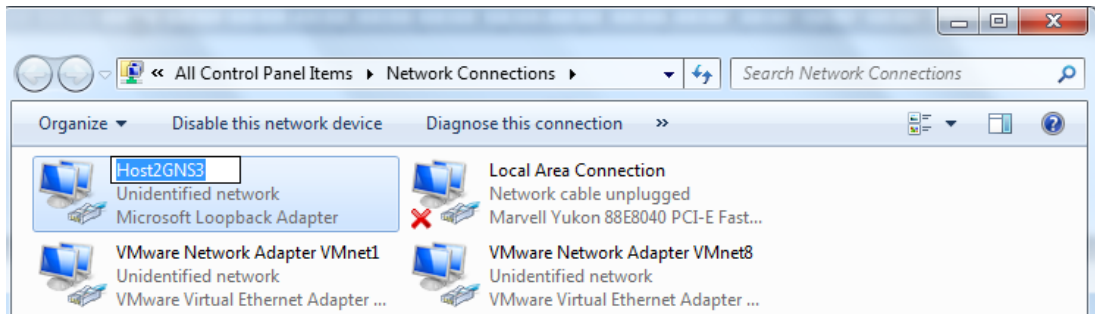 « All Control Panel Items ▸ Network Connections ▸
Search Network Connections
Organize ▾ Disable this network device Diagnose this connection »
Host2GNS3
Unidentified network
Microsoft Loopback Adapter
Local Area Connection
Network cable unplugged
Marvell Yukon 88E8040 PCI-E Fast...
VMware Network Adapter VMnet1
Unidentified network
VMware Virtual Ethernet Adapter ...
VMware Network Adapter VMnet8
Unidentified network
VMware Virtual Ethernet Adapter ...